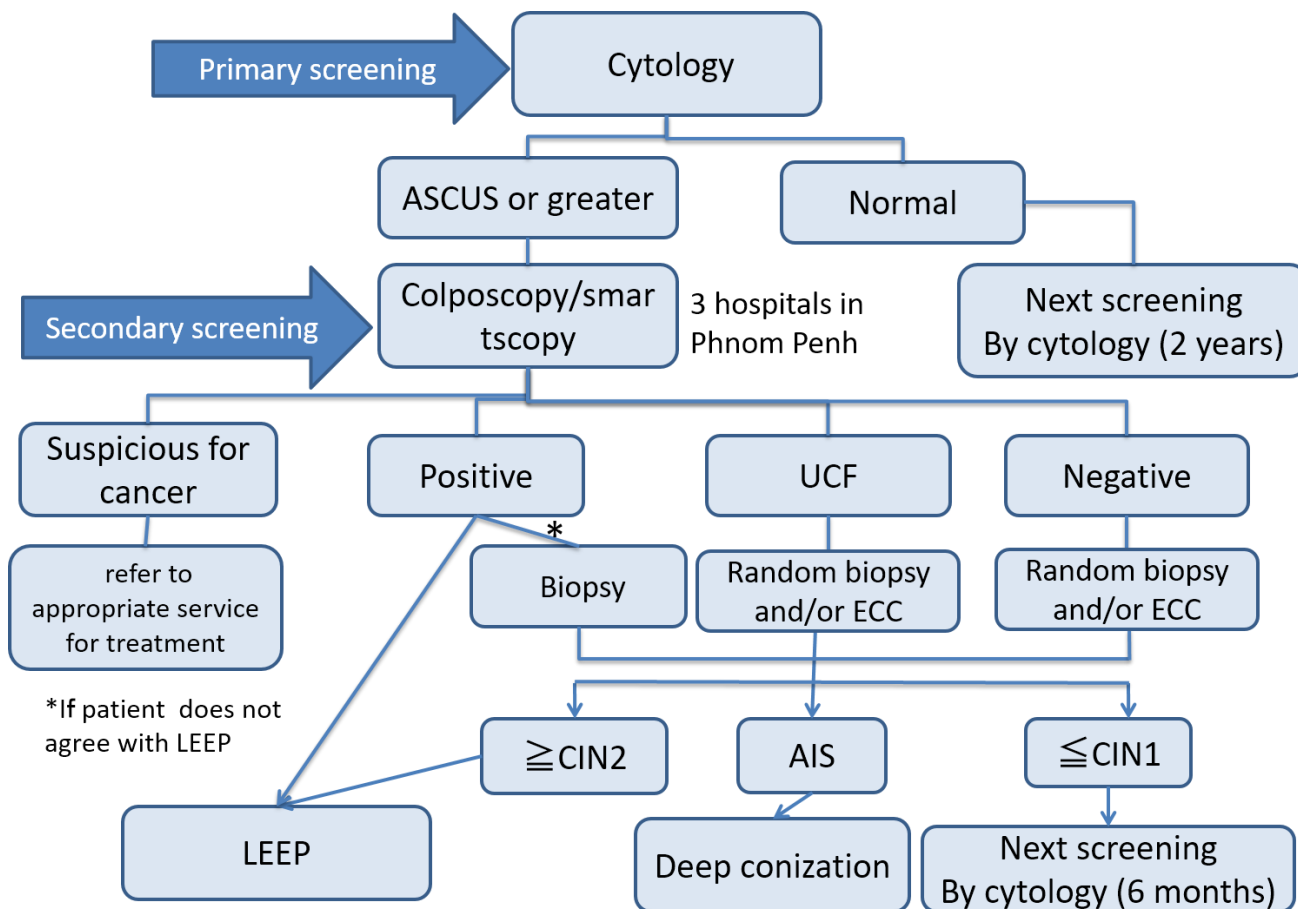 Primary screening
Cytology
ASCUS or greater
Normal
Secondary screening
Colposcopy/smar
tscopy
3 hospitals in
Phnom Penh
Next screening
By cytology (2 years)
Suspicious for
cancer
Positive
UCF
Negative
*
refer to
appropriate service
for treatment
Biopsy
Random biopsy
and/or ECC
Random biopsy
and/or ECC
*If patient does not
agree with LEEP
≧CIN2
AIS
≦CIN1
LEEP
Deep conization
Next screening
By cytology (6 months)